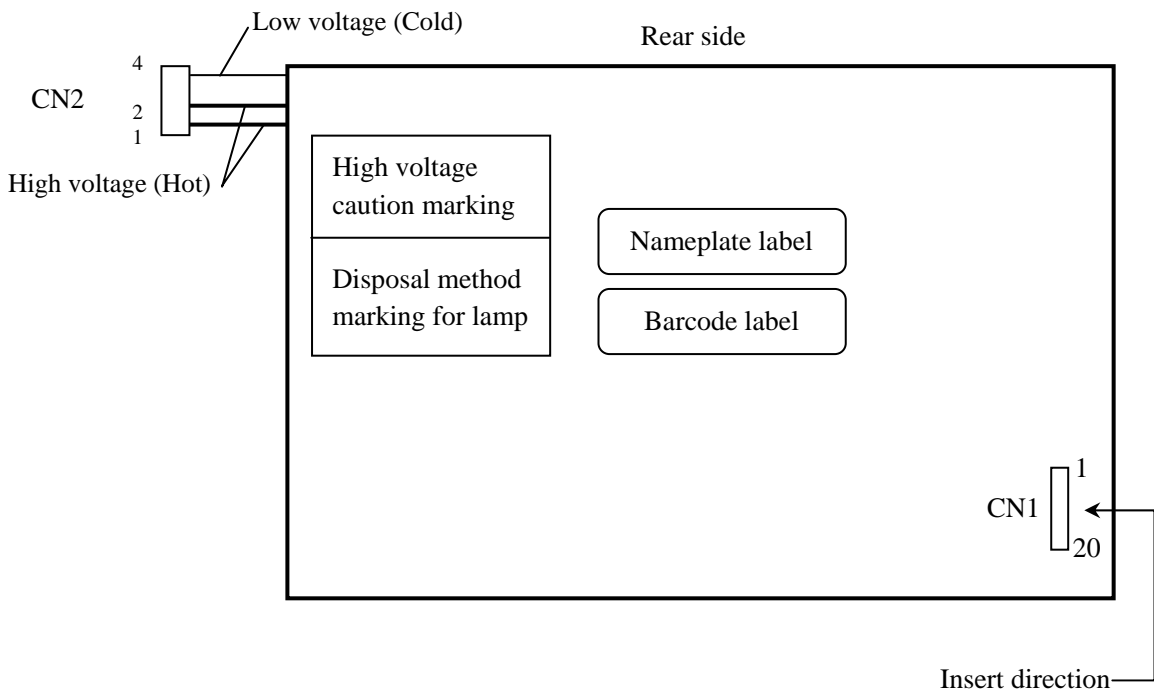 Low voltage (Cold)
Rear side
4
CN2
2
1
High voltage (Hot)
High voltage
caution marking
Nameplate label
Disposal method
marking for lamp
Barcode label
1
CN1
20
Insert direction